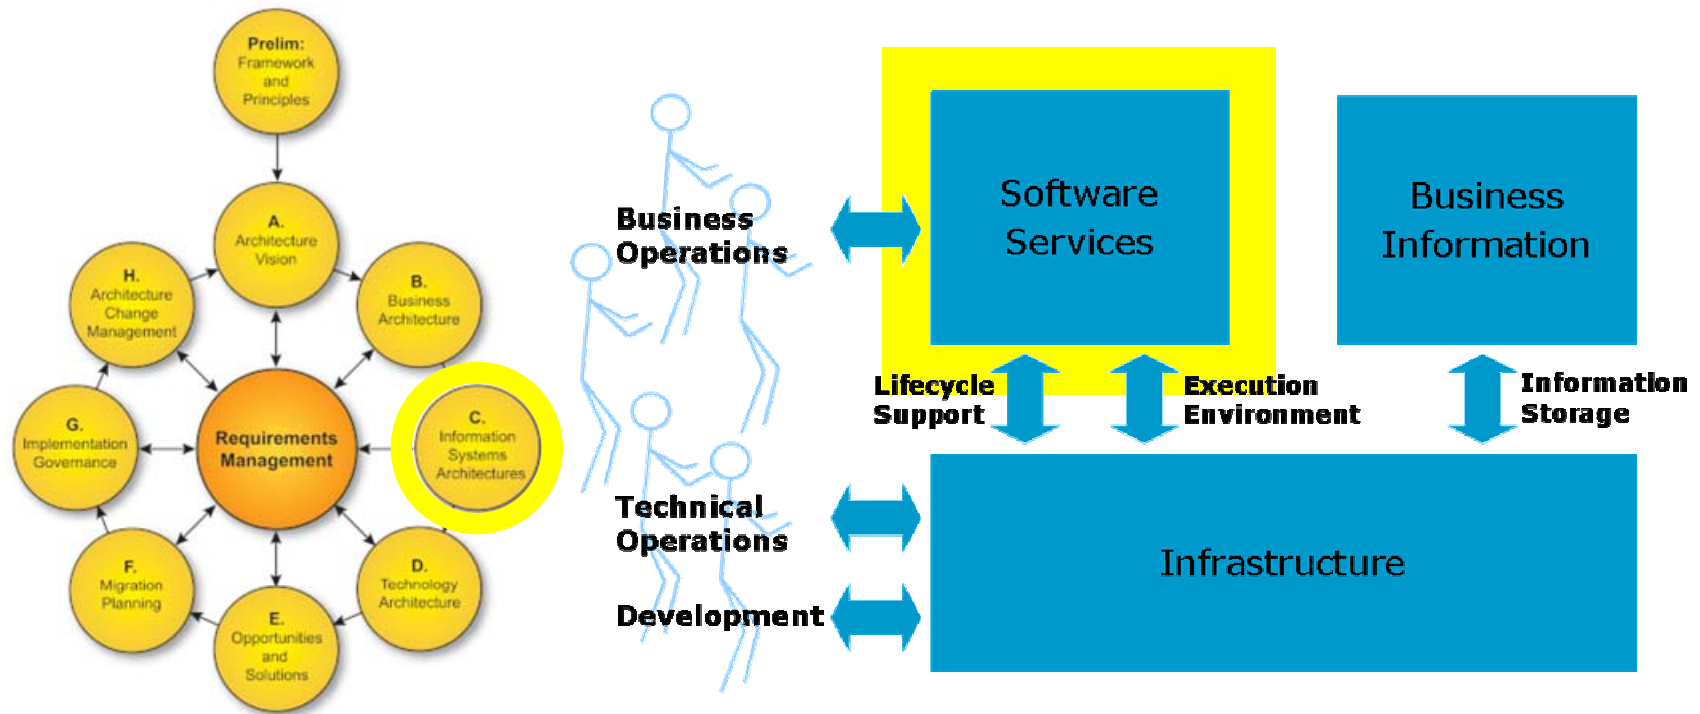 Prelim:
Framework
and
Principles
A.
Architecture
Vision
B.
Business
Architecture
C.
Information
Systems
Architectures
D.
Technology
Architecture
E.
Opportunities
and
Solutions
F.
Migration
Planning
G.
Implementation
Governance
H.
Architecture
Change
Management
Requirements
Management
Business
Operations
Technical
Operations
Development
Software
Services
Business
Information
Lifecycle
Support
Execution
Environment
Information
Storage
Infrastructure